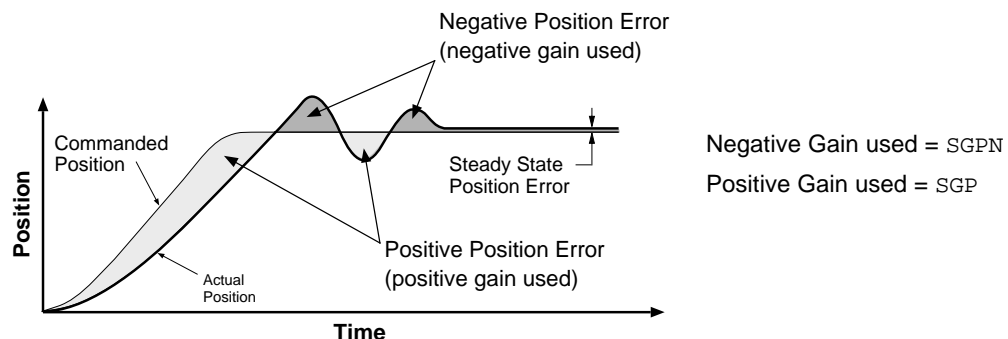 Negative Position Error
(negative gain used)
Commanded
Position
Steady State
Position Error
Negative Gain used = SGPN
Positive Gain used = SGP
Position
Positive Position Error
(positive gain used)
Actual
Position
Time